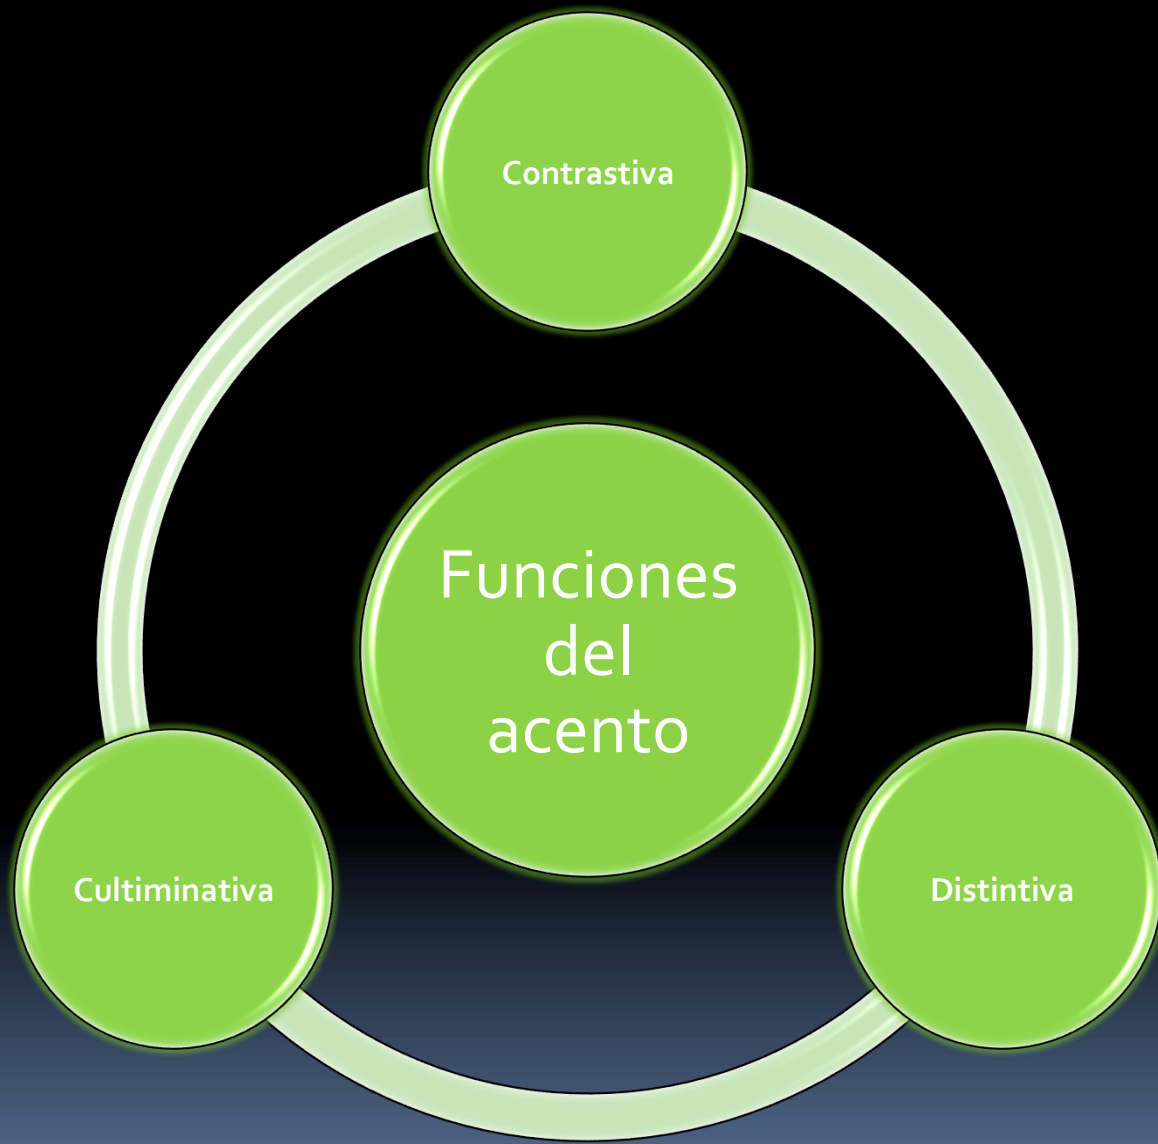 Contrastiva
Funciones
del
acento
Cultiminativa
Distintiva